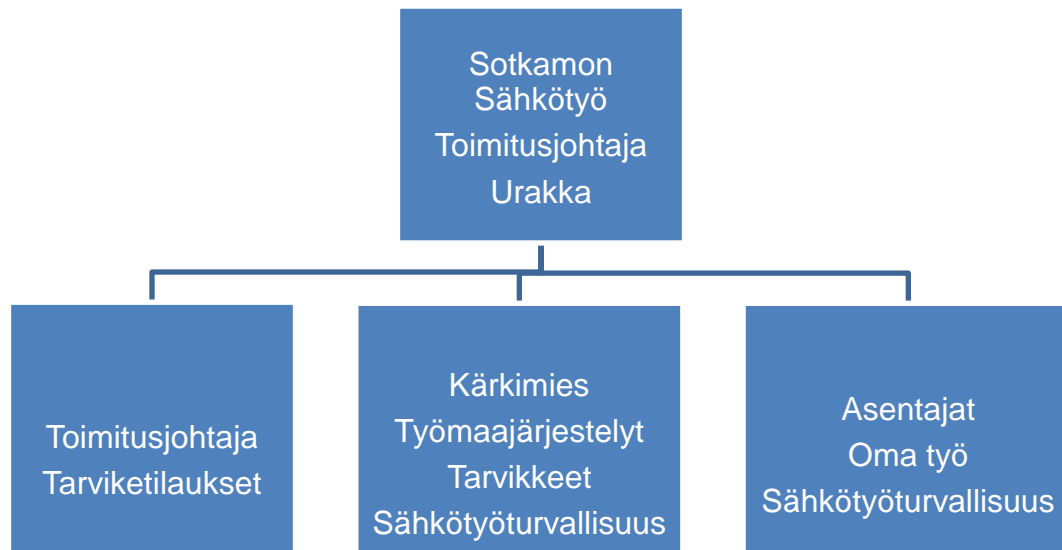 Sotkamon
Sähkötyö
Toimitusjohtaja
Urakka
Toimitusjohtaja
Tarviketilaukset
Kärkimies
Työmaajärjestelyt
Tarvikkeet
Sähkötyöturvallisuus
Asentajat
Oma työ
Sähkötyöturvallisuus